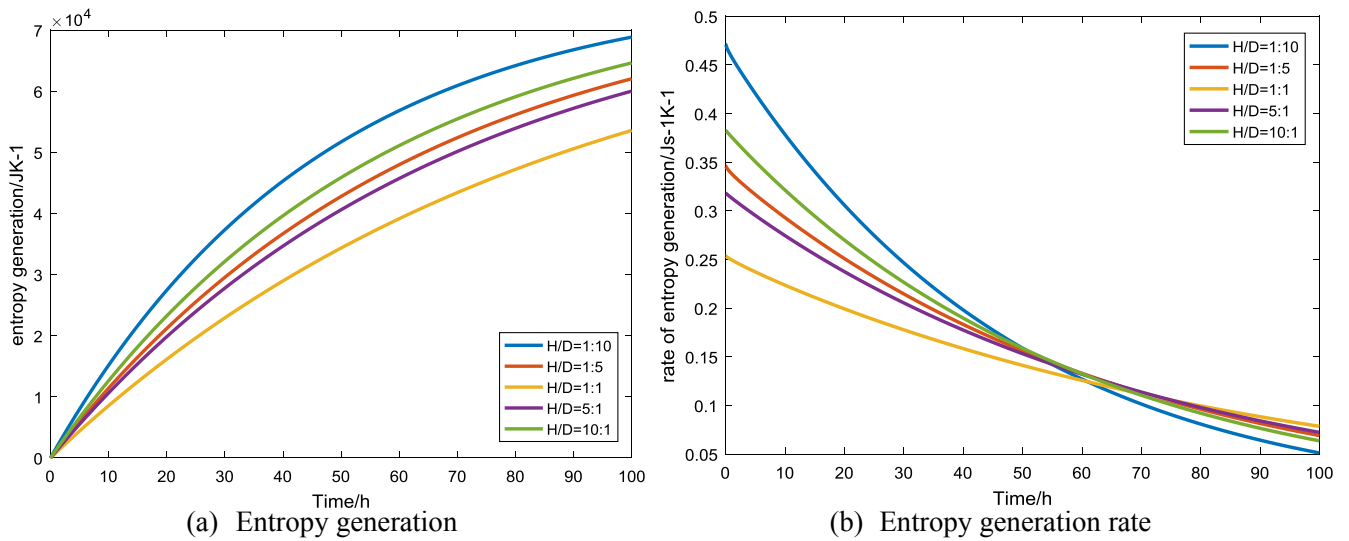 ×10⁴
7
6
5
4
3
2
1
0
entropy generation/JK-1
0 10 20 30 40 50 60 70 80 90 100
Time/h
H/D=1:10
H/D=1:5
H/D=1:1
H/D=5:1
H/D=10:1
(a) Entropy generation
0.5
0.45
0.4
0.35
0.3
0.25
0.2
0.15
0.1
0.05
rate of entropy generation/Js-1K-1
0 10 20 30 40 50 60 70 80 90 100
Time/h
H/D=1:10
H/D=1:5
H/D=1:1
H/D=5:1
H/D=10:1
(b) Entropy generation rate